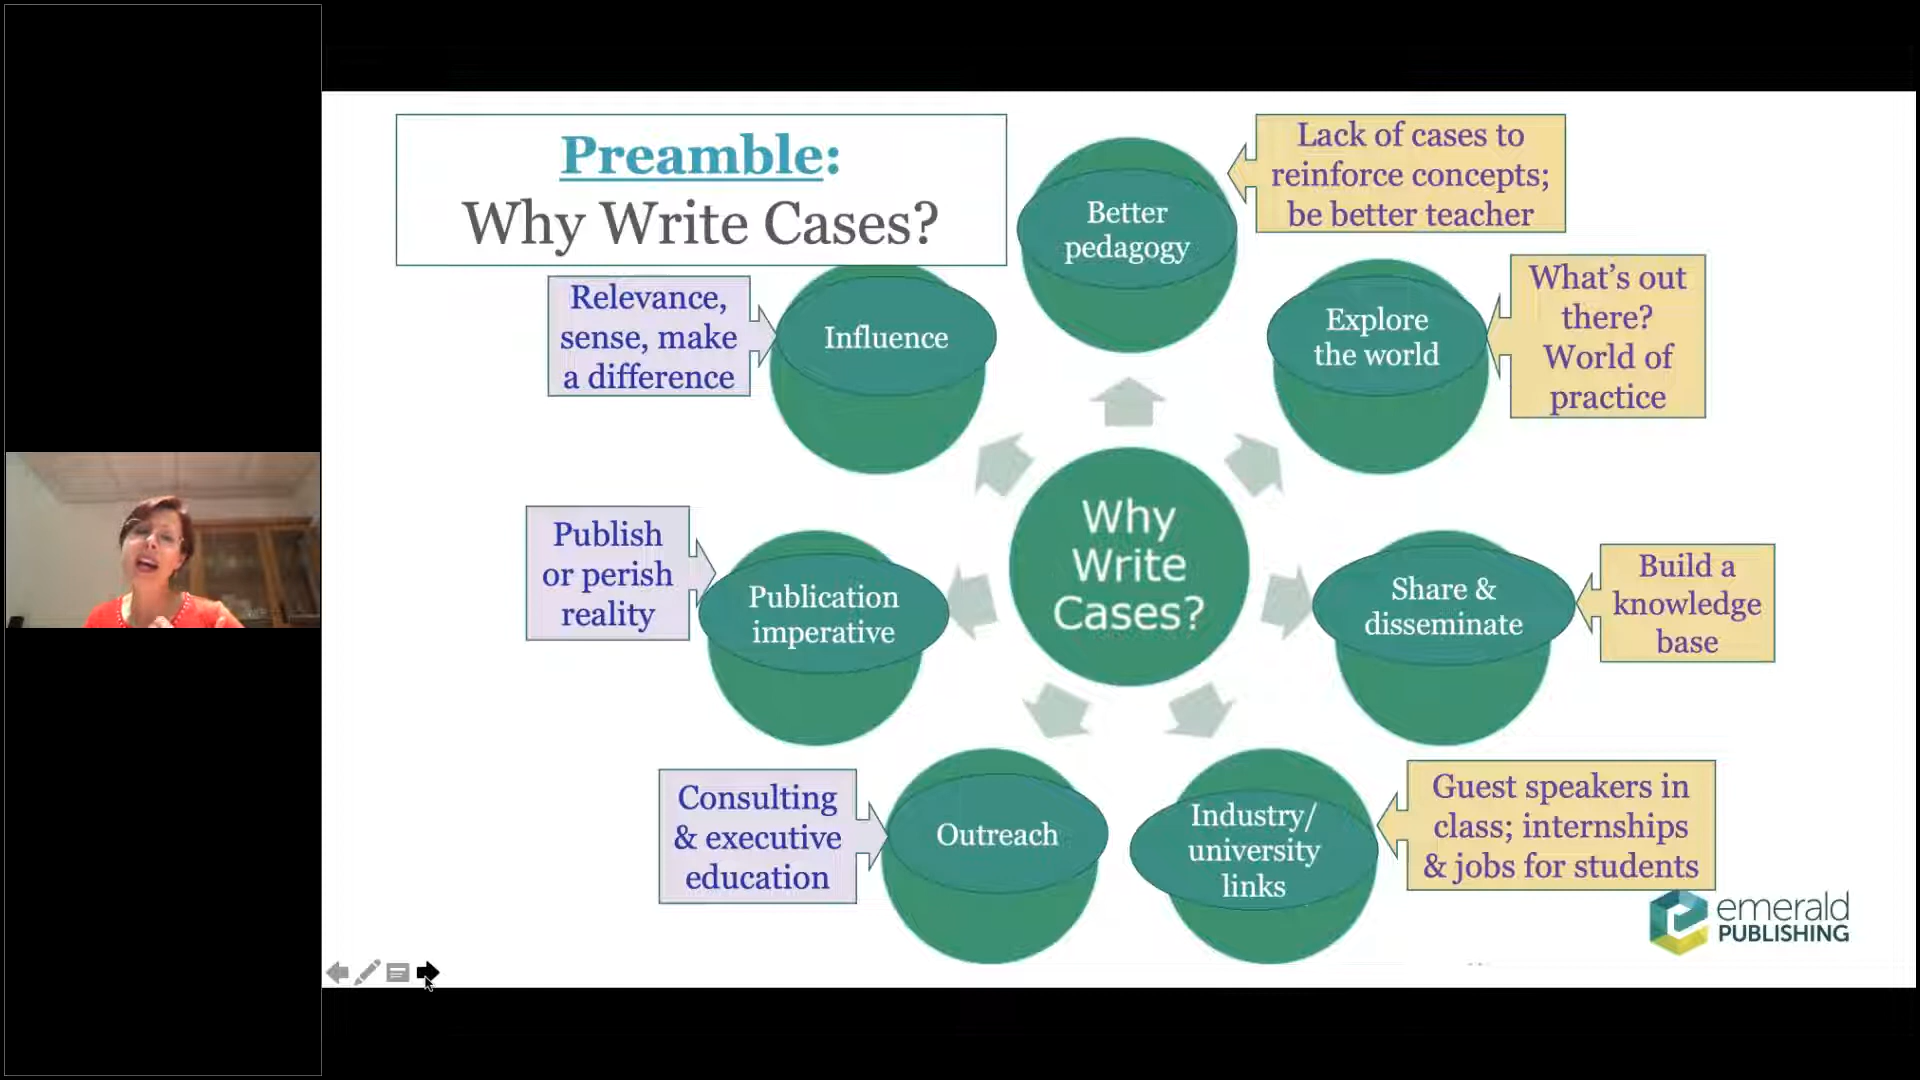 Preamble:
Why Write Cases?
Better
pedagogy
Lack of cases to
reinforce concepts;
be better teacher
Explore
the world
What’s out
there?
World of
practice
Share &
disseminate
Build a
knowledge
base
Industry/
university
links
Guest speakers in
class; internships
& jobs for students
Outreach
Consulting
& executive
education
Publication
imperative
Publish
or perish
reality
Influence
Relevance,
sense, make
a difference
Why
Write
Cases?
emerald
PUBLISHING